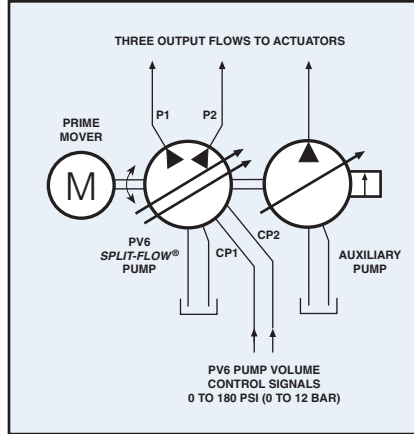 THREE OUTPUT FLOWS TO ACTUATORS
P1
P2
PRIME
MOVER
M
PV6
SPLIT-FLOW®
PUMP
CP1
CP2
AUXILIARY
PUMP
PV6 PUMP VOLUME
CONTROL SIGNALS
0 TO 180 PSI (0 TO 12 BAR)